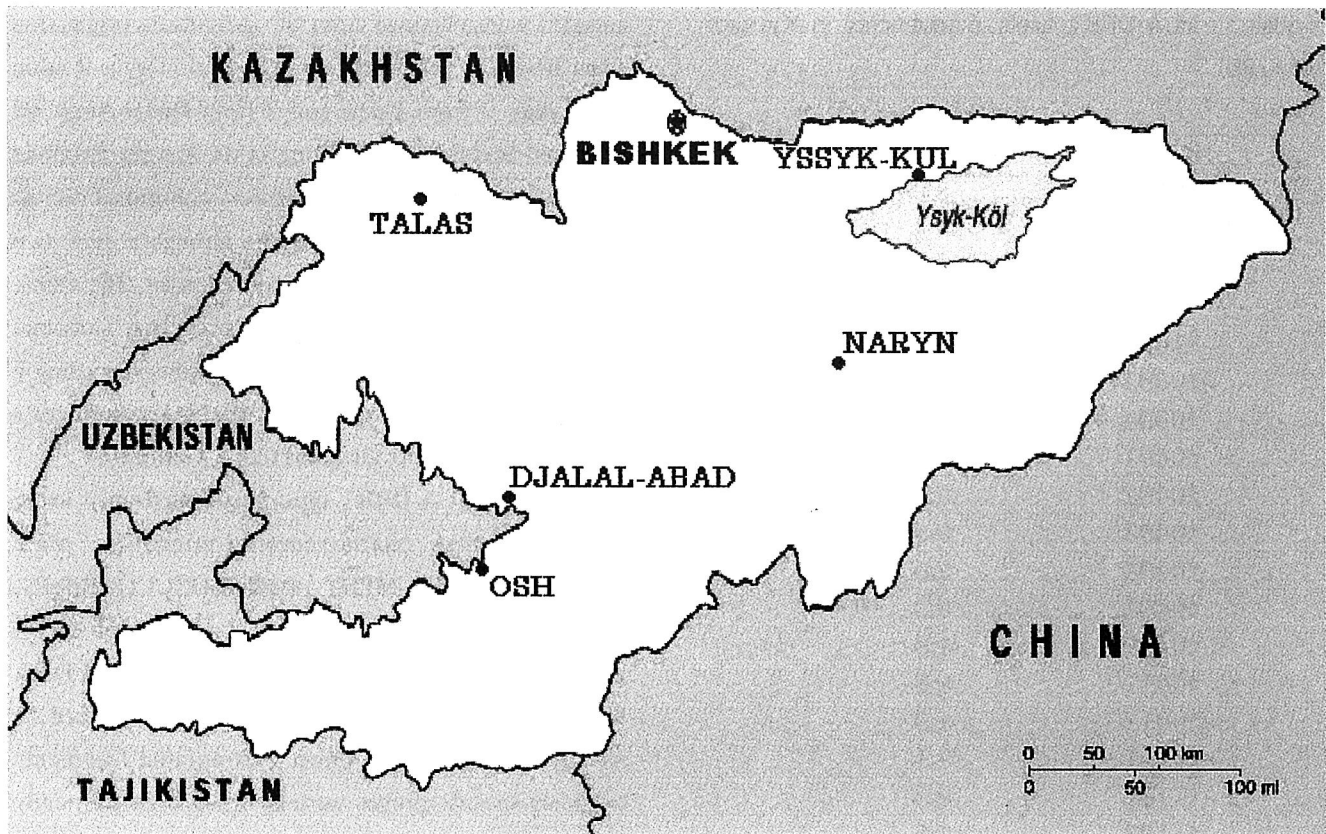 KAZAKHSTAN
BISHKEK
YSSYK-KUL
TALAS
Ysyk-Köl
NARYN
UZBEKISTAN
DJALAL-ABAD
OSH
CHINA
TAJIKISTAN
0 50 100 km
0 50 100 mi